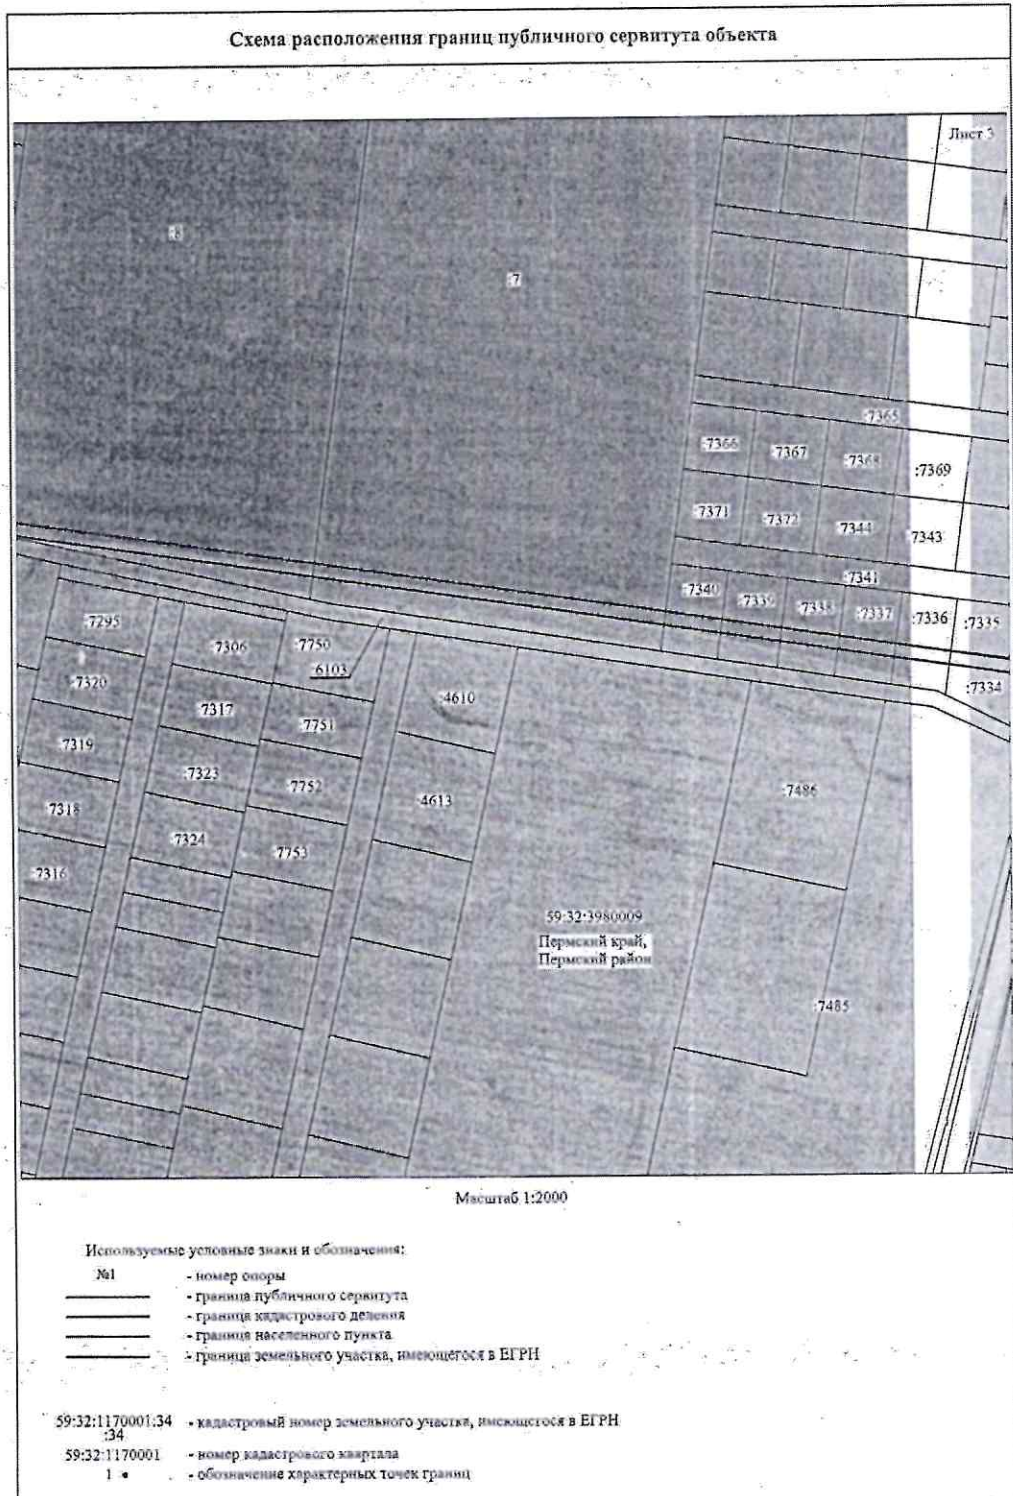 Схема расположения границ публичного сервитута объекта
Лист 3
:8
:7
:7365
:7366
:7367
:7368
:7369
:7371
:7372
:7344
:7343
:7341
:7340
:7339
:7338
:7337
:7336
:7335
:7334
:7295
:7306
:7750
:6103
:7320
:7317
:7751
:4610
:7319
:7323
:7752
:4613
:7486
:7318
:7324
:7753
:7316
59:32:3980009
Пермский край,
Пермский район
:7485
Масштаб 1:2000
Используемые условные знаки и обозначения:
№1 - номер опоры
- граница публичного сервитута
- граница кадастрового деления
- граница населенного пункта
- граница земельного участка, имеющегося в ЕГРН
59:32:1170001:34 - кадастровый номер земельного участка, имеющегося в ЕГРН
:34
59:32:1170001 - номер кадастрового квартала
1 • - обозначение характерных точек границ